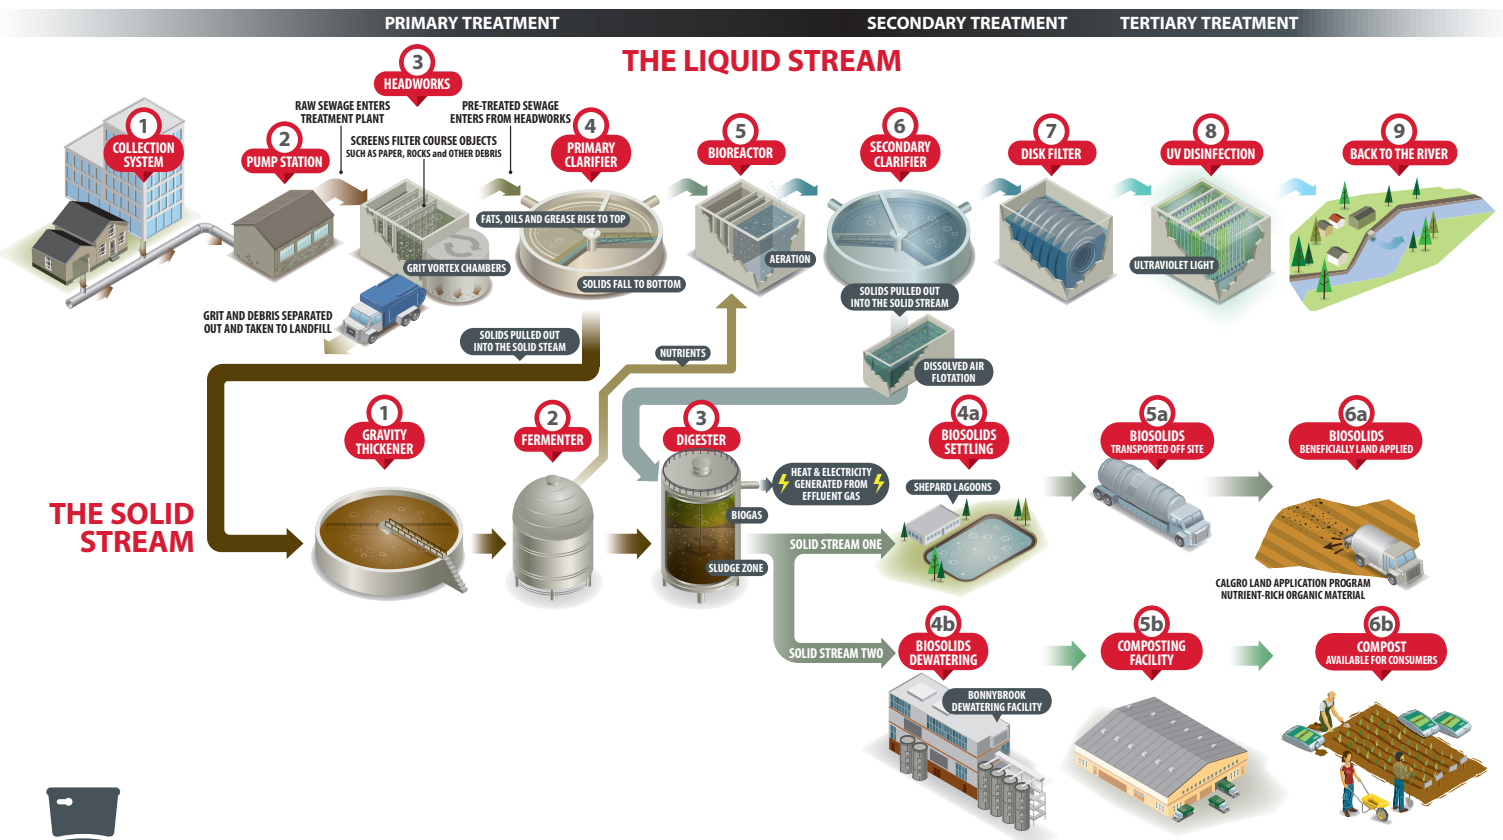 PRIMARY TREATMENT
SECONDARY TREATMENT
TERTIARY TREATMENT
THE LIQUID STREAM
1
COLLECTION
SYSTEM
2
PUMP STATION
3
HEADWORKS
RAW SEWAGE ENTERS
TREATMENT PLANT
SCREENS FILTER COURSE OBJECTS
SUCH AS PAPER, ROCKS and OTHER DEBRIS
PRE-TREATED SEWAGE
ENTERS FROM HEADWORKS
GRIT VORTEX CHAMBERS
GRIT AND DEBRIS SEPARATED
OUT AND TAKEN TO LANDFILL
4
PRIMARY
CLARIFIER
FATS, OILS AND GREASE RISE TO TOP
SOLIDS FALL TO BOTTOM
SOLIDS PULLED OUT
INTO THE SOLID STEAM
5
BIOREACTOR
AERATION
NUTRIENTS
6
SECONDARY
CLARIFIER
SOLIDS PULLED OUT
INTO THE SOLID STREAM
DISSOLVED AIR
FLOTATION
7
DISK FILTER
8
UV DISINFECTION
ULTRAVIOLET LIGHT
9
BACK TO THE RIVER
THE SOLID
STREAM
1
GRAVITY
THICKENER
2
FERMENTER
3
DIGESTER
HEAT & ELECTRICITY
GENERATED FROM
EFFLUENT GAS
BIOGAS
SLUDGE ZONE
SOLID STREAM ONE
SOLID STREAM TWO
4a
BIOSOLIDS
SETTLING
SHEPARD LAGOONS
5a
BIOSOLIDS
TRANSPORTED OFF SITE
6a
BIOSOLIDS
BENEFICIALLY LAND APPLIED
CALGRO LAND APPLICATION PROGRAM
NUTRIENT-RICH ORGANIC MATERIAL
4b
BIOSOLIDS
DEWATERING
BONNYBROOK
DEWATERING FACILITY
5b
COMPOSTING
FACILITY
6b
COMPOST
AVAILABLE FOR CONSUMERS